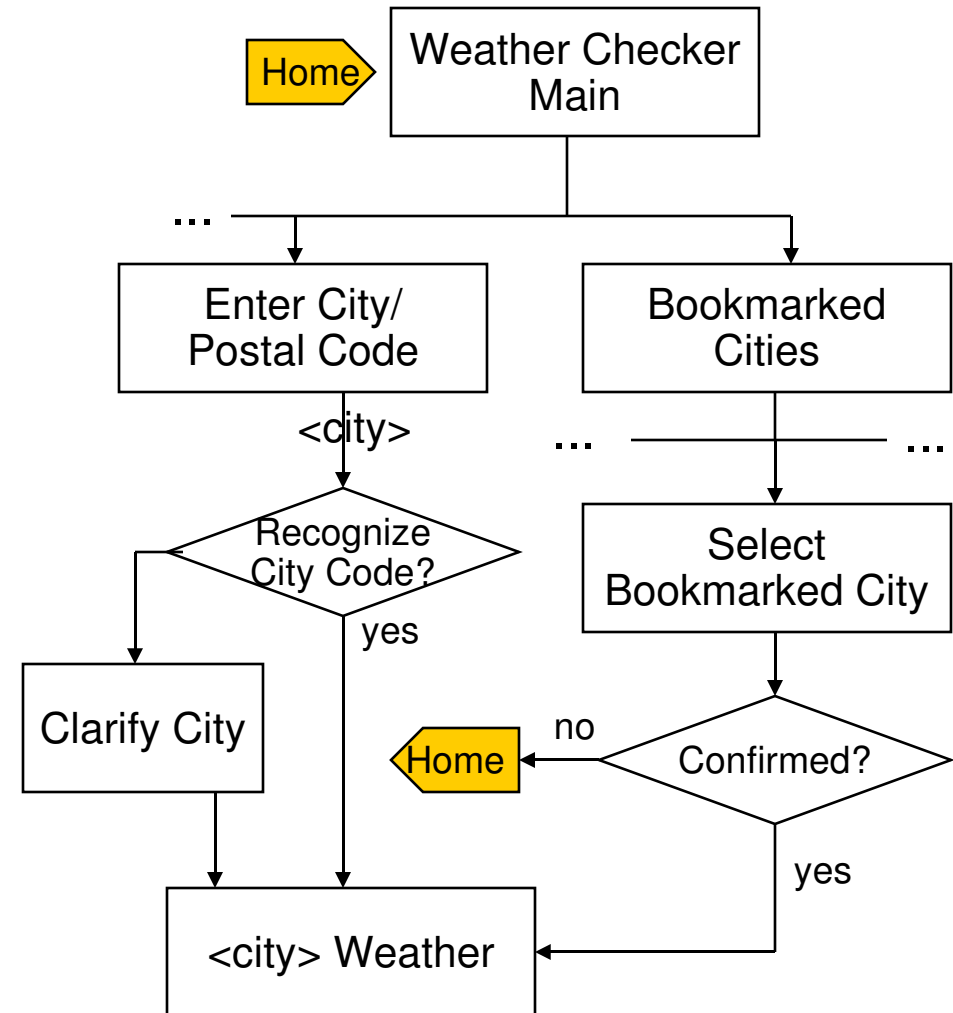 Home
Weather Checker
Main
...
Enter City/
Postal Code
Bookmarked
Cities
<city>
...
...
Recognize
City Code?
Select
Bookmarked City
yes
Clarify City
Home
no
Confirmed?
yes
<city> Weather